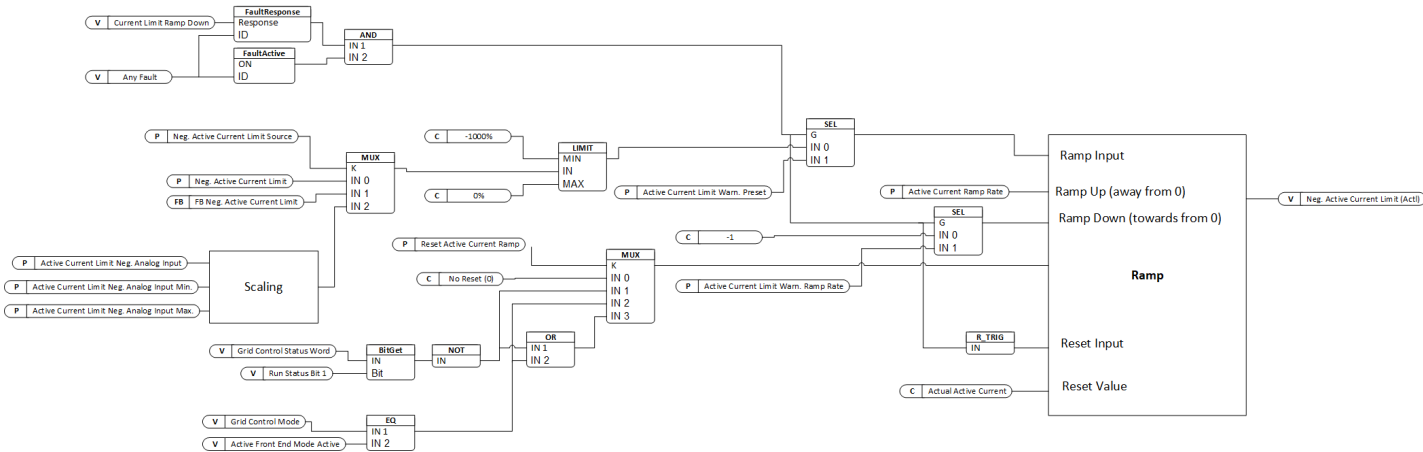 FaultResponse
V Current Limit Ramp Down
Response
ID
AND
IN 1
IN 2
FaultActive
ON
ID
V Any Fault
SEL
G
IN 0
IN 1
P Neg. Active Current Limit Source
C -1000%
LIMIT
MIN
IN
MAX
MUX
K
IN 0
IN 1
IN 2
P Neg. Active Current Limit
FB FB Neg. Active Current Limit
C 0%
P Active Current Limit Warn. Preset
Ramp Input
P Active Current Ramp Rate
Ramp Up (away from 0)
V Neg. Active Current Limit (Actl)
SEL
G
IN 0
IN 1
Ramp Down (towards from 0)
C -1
P Reset Active Current Ramp
MUX
K
IN 0
IN 1
IN 2
IN 3
C No Reset (0)
P Active Current Limit Warn. Ramp Rate
Ramp
P Active Current Limit Neg. Analog Input
P Active Current Limit Neg. Analog Input Min.
P Active Current Limit Neg. Analog Input Max.
Scaling
OR
IN 1
IN 2
R_TRIG
IN
Reset Input
V Grid Control Status Word
BitGet
IN
Bit
NOT
IN
V Run Status Bit 1
C Actual Active Current
Reset Value
V Grid Control Mode
EQ
IN 1
IN 2
V Active Front End Mode Active